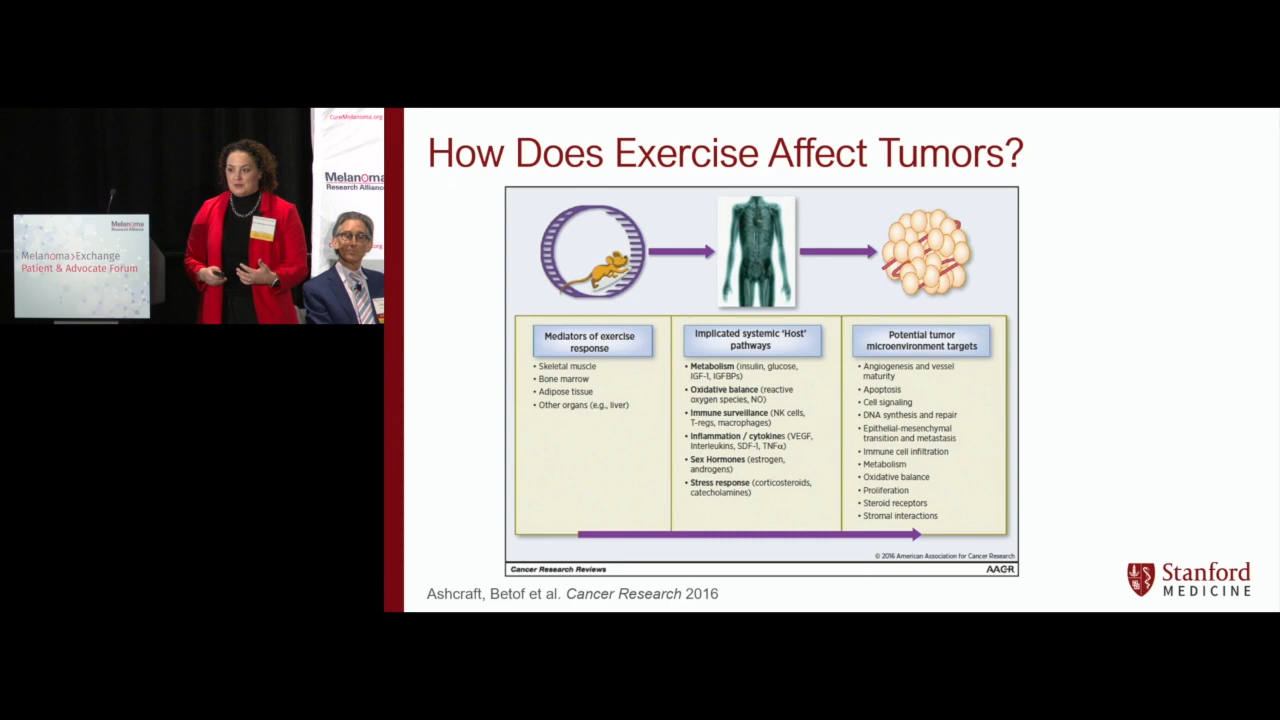 CureMelanoma.org
Melanoma
Research Alliance
Melanoma
Research Alliance
Melanoma>Exchange
Patient & Advocate Forum
How Does Exercise Affect Tumors?
Mediators of exercise
response
• Skeletal muscle
• Bone marrow
• Adipose tissue
• Other organs (e.g., liver)
Implicated systemic 'Host'
pathways
• Metabolism (insulin, glucose,
IGF-1, IGFBPs)
• Oxidative balance (reactive
oxygen species, NO)
• Immune surveillance (NK cells,
T-regs, macrophages)
• Inflammation / cytokines (VEGF,
Interleukins, SDF-1, TNFα)
• Sex Hormones (estrogen,
androgens)
• Stress response (corticosteroids,
catecholamines)
Potential tumor
microenvironment targets
• Angiogenesis and vessel
maturity
• Apoptosis
• Cell signaling
• DNA synthesis and repair
• Epithelial-mesenchymal
transition and metastasis
• Immune cell infiltration
• Metabolism
• Oxidative balance
• Proliferation
• Steroid receptors
• Stromal interactions
© 2016 American Association for Cancer Research
Cancer Research Reviews
AACR
Ashcraft, Betof et al. Cancer Research 2016
Stanford
MEDICINE